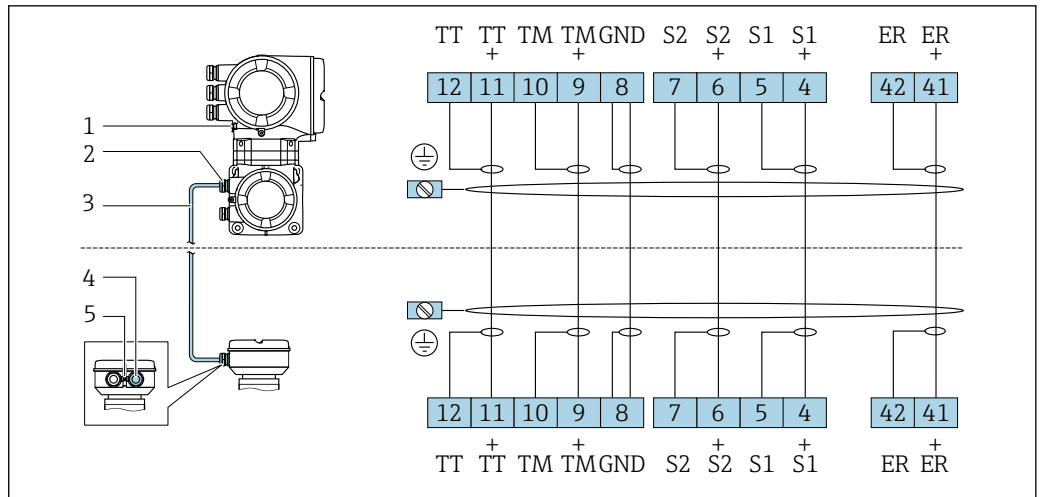 TT TT TM TM GND S2 S2 S1 S1 ER ER
+ + + + +
12 11 10 9 8 7 6 5 4 42 41
1
2
3
4
5
12 11 10 9 8 7 6 5 4 42 41
+ + + + +
TT TT TM TM GND S2 S2 S1 S1 ER ER